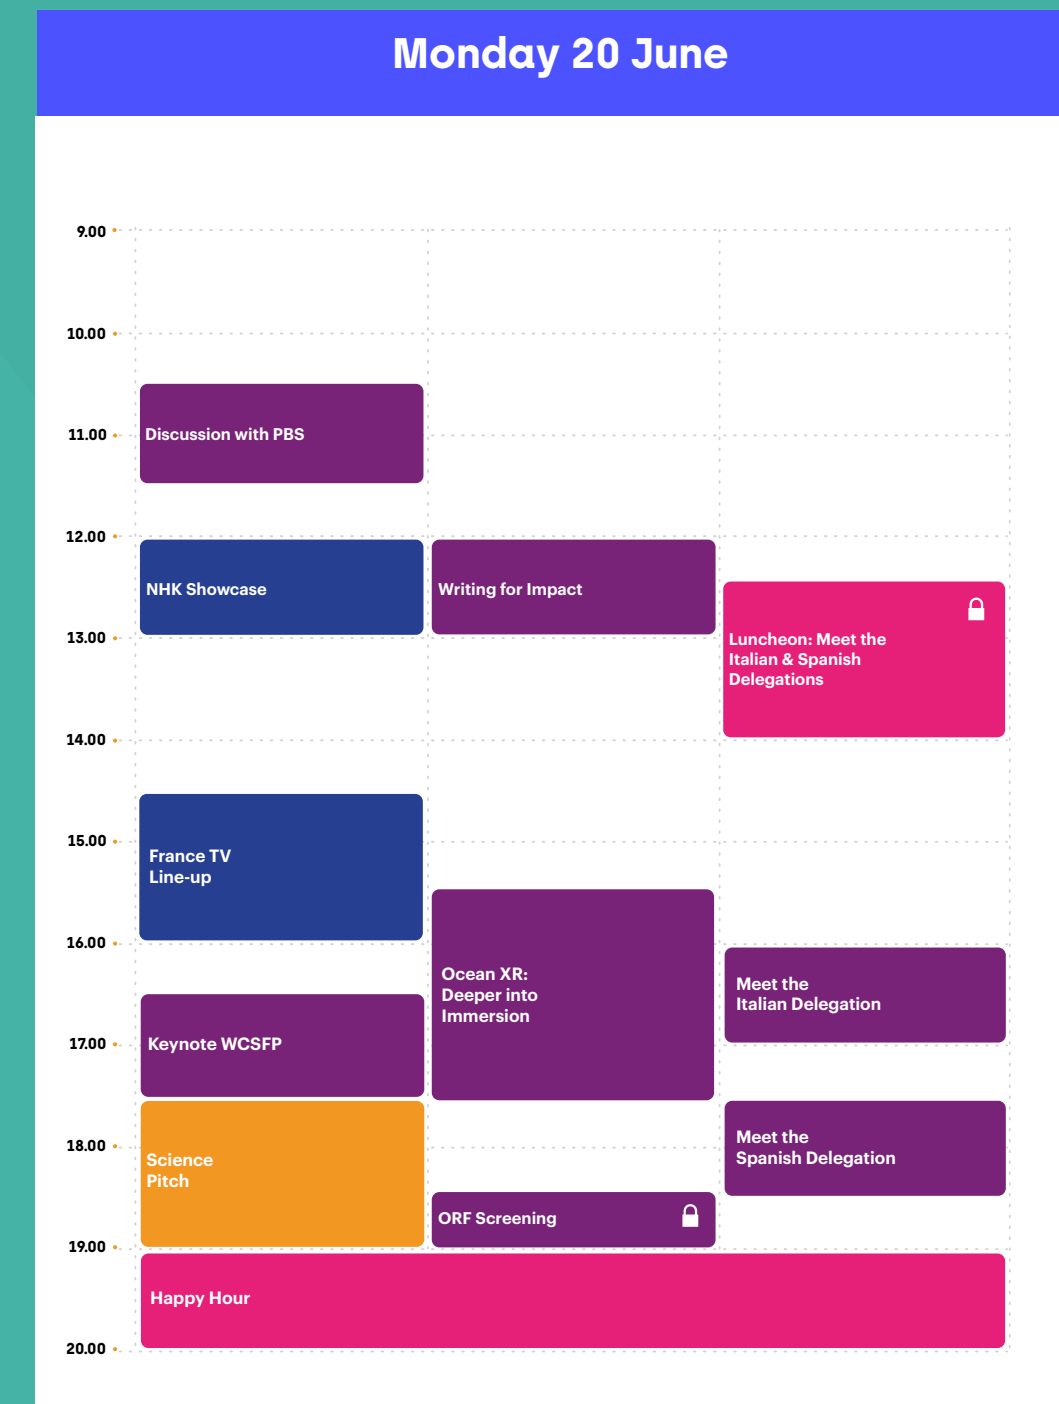 Monday 20 June
9.00
10.00
Discussion with PBS
11.00
12.00
NHK Showcase
Writing for Impact
13.00
Luncheon: Meet the
Italian & Spanish
Delegations
14.00
15.00
France TV
Line-up
16.00
Ocean XR:
Deeper into
Immersion
Meet the
Italian Delegation
Keynote WCSFP
17.00
18.00
Meet the
Spanish Delegation
Science
Pitch
ORF Screening
19.00
Happy Hour
20.00